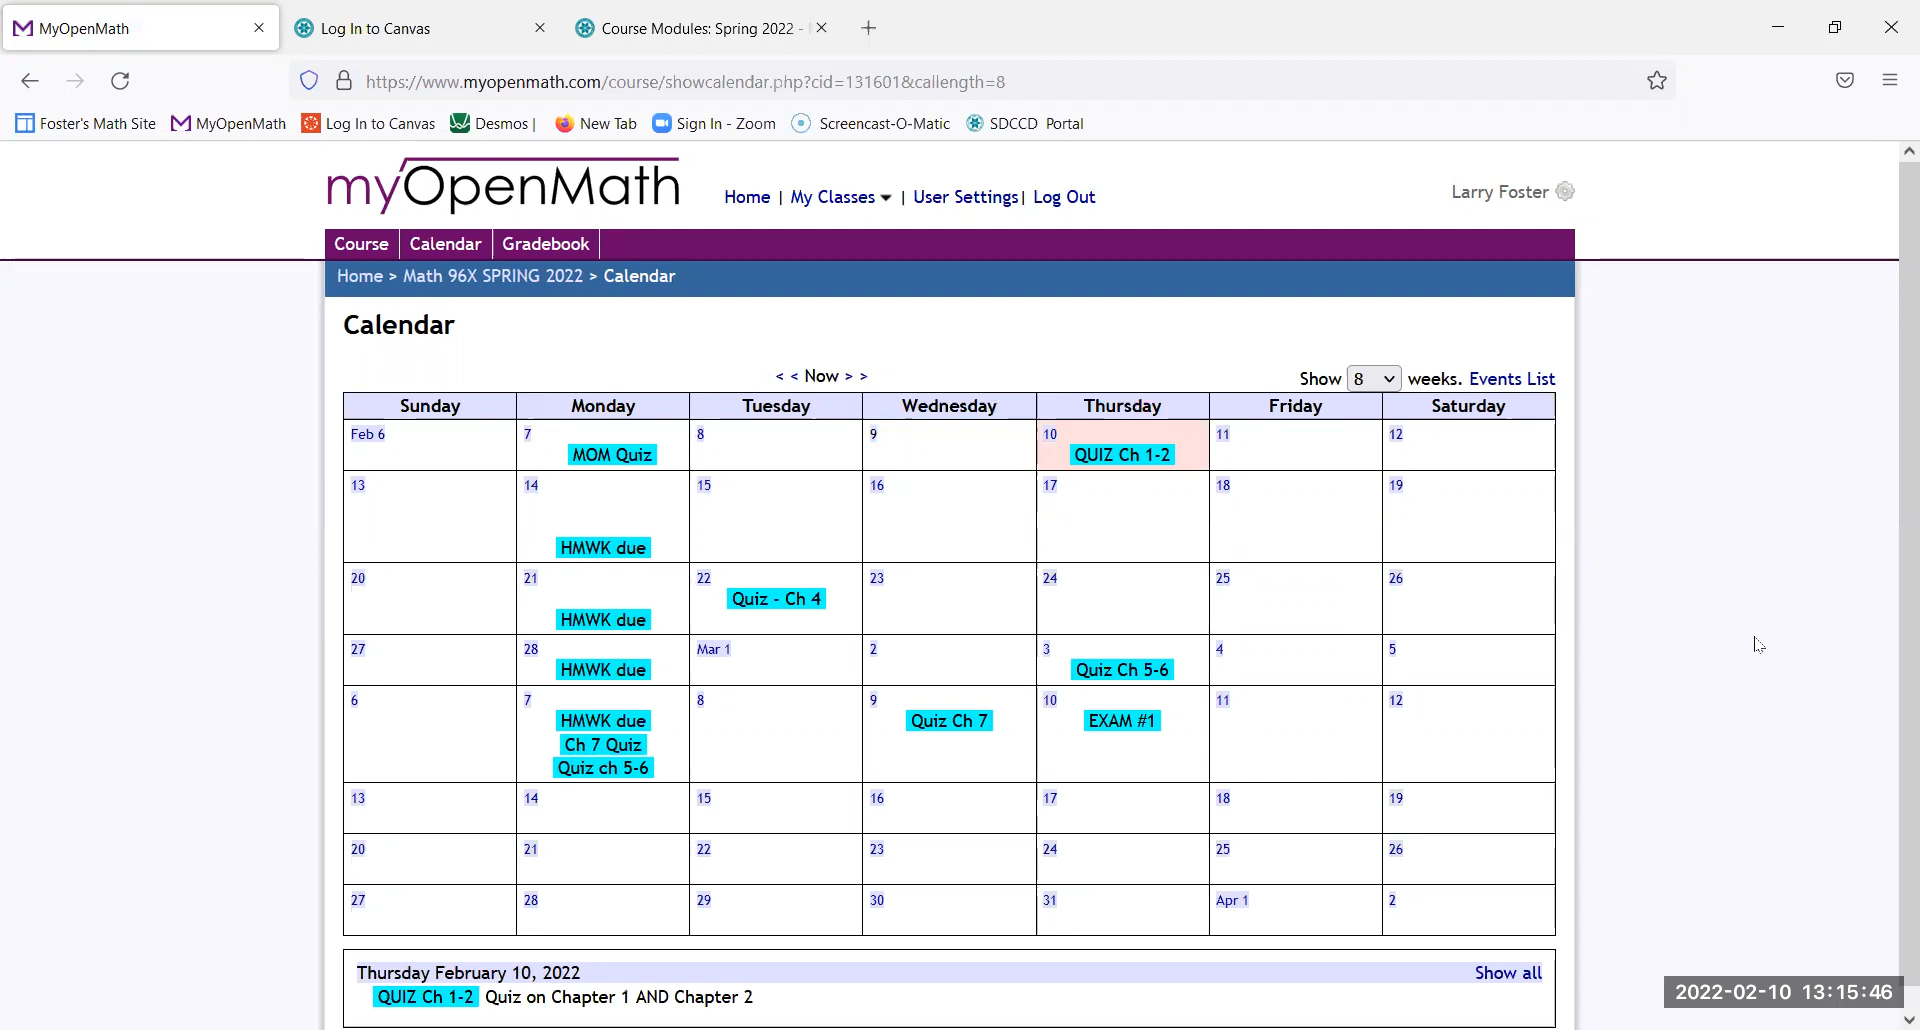 MyOpenMath
Log In to Canvas
Course Modules: Spring 2022 -
https://www.myopenmath.com/course/showcalendar.php?cid=131601&callength=8
Foster's Math Site MyOpenMath Log In to Canvas Desmos | New Tab Sign In - Zoom Screencast-O-Matic SDCCD Portal
myOpenMath
Home | My Classes | User Settings | Log Out
Larry Foster
Course Calendar Gradebook
Home > Math 96X SPRING 2022 > Calendar
Calendar
< < Now > >
Show 8 weeks. Events List
Sunday Monday Tuesday Wednesday Thursday Friday Saturday
Feb 6 7 8 9 10 11 12
MOM Quiz QUIZ Ch 1-2
13 14 15 16 17 18 19
HMWK due
20 21 22 23 24 25 26
Quiz - Ch 4
HMWK due
27 28 Mar 1 2 3 4 5
HMWK due Quiz Ch 5-6
6 7 8 9 10 11 12
HMWK due Quiz Ch 7 EXAM #1
Ch 7 Quiz
Quiz ch 5-6
13 14 15 16 17 18 19
20 21 22 23 24 25 26
27 28 29 30 31 Apr 1 2
Thursday February 10, 2022 Show all
QUIZ Ch 1-2 Quiz on Chapter 1 AND Chapter 2
2022-02-10 13:15:46